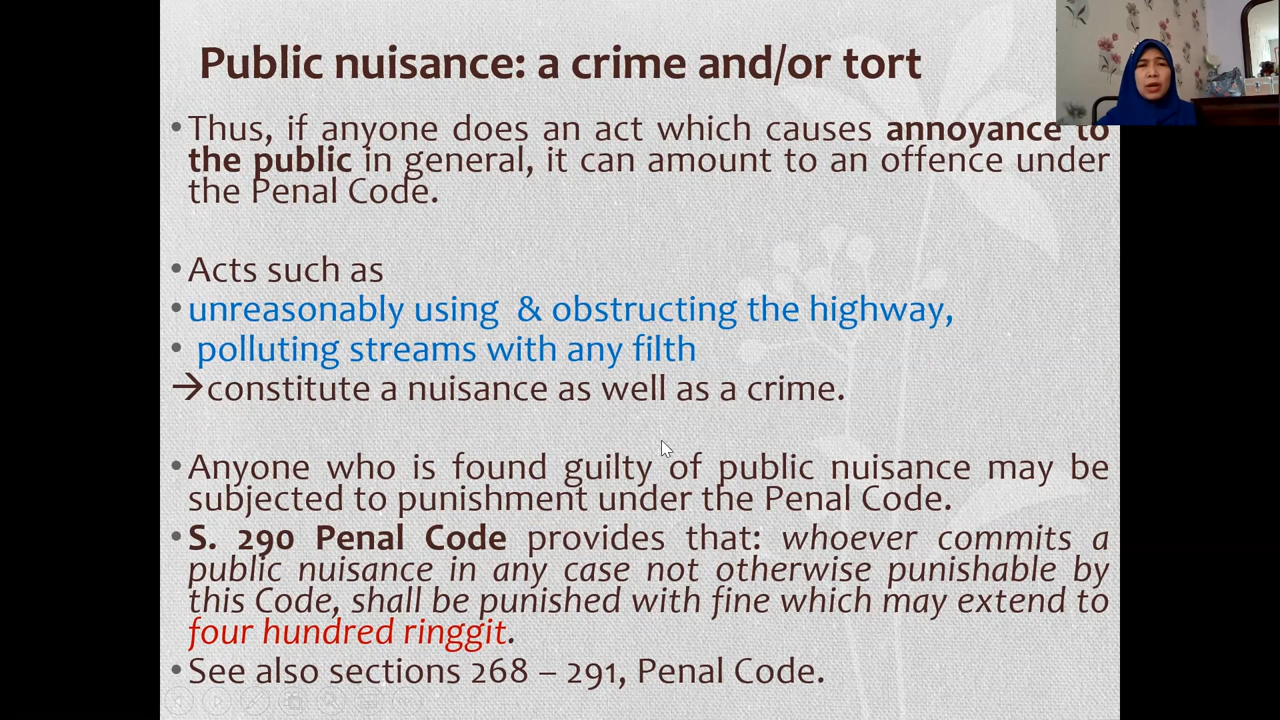 Public nuisance: a crime and/or tort
• Thus, if anyone does an act which causes annoyance to
the public in general, it can amount to an offence under
the Penal Code.
• Acts such as
• unreasonably using & obstructing the highway,
• polluting streams with any filth
→constitute a nuisance as well as a crime.
• Anyone who is found guilty of public nuisance may be
subjected to punishment under the Penal Code.
• S. 290 Penal Code provides that: whoever commits a
public nuisance in any case not otherwise punishable by
this Code, shall be punished with fine which may extend to
four hundred ringgit.
• See also sections 268 – 291, Penal Code.